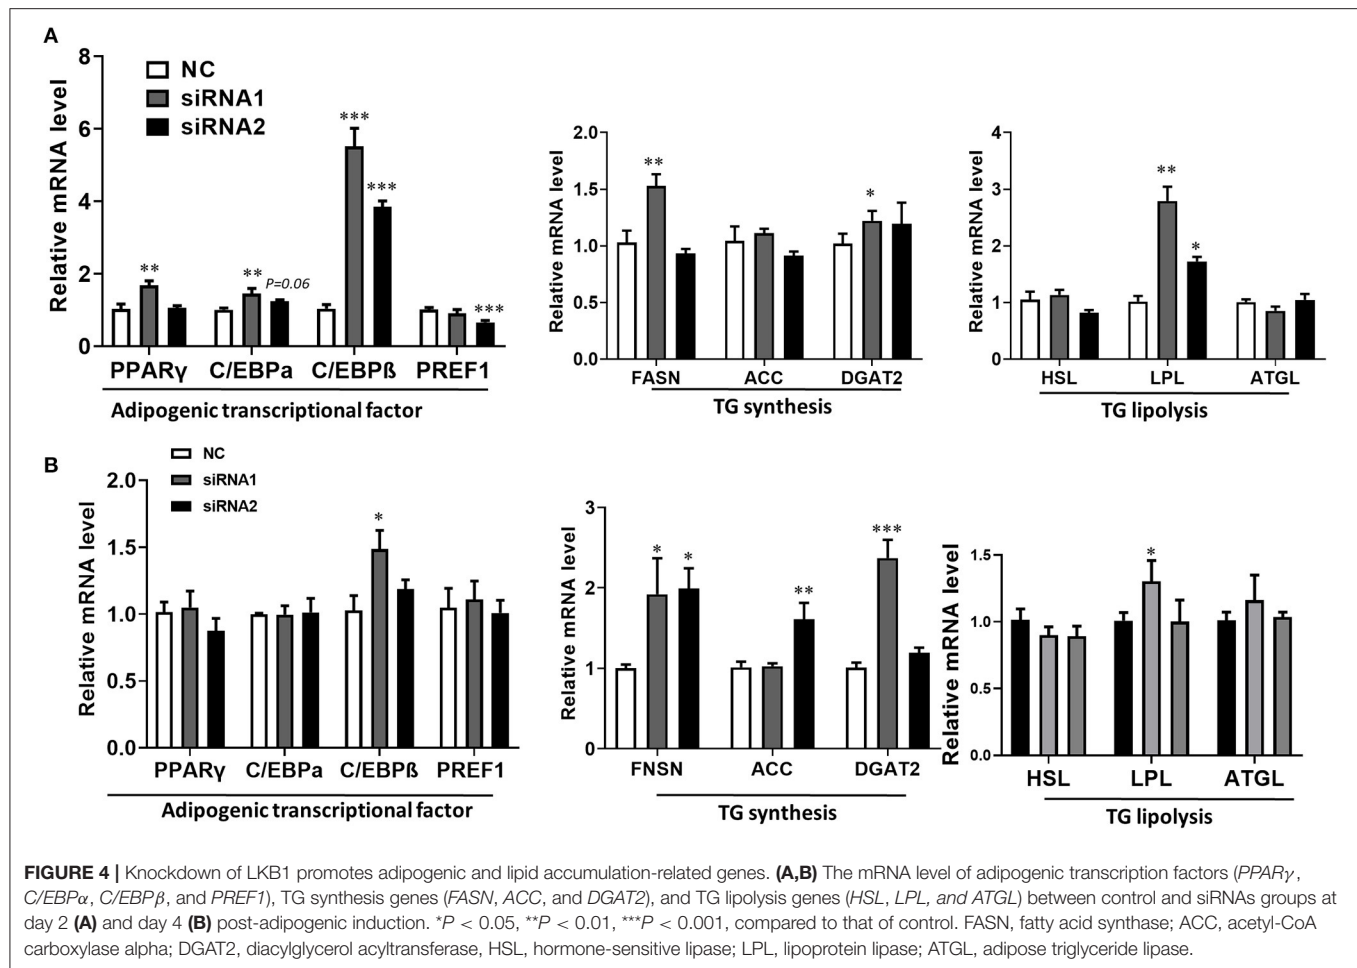 A
8
6
4
2
0
Relative mRNA level
NC
siRNA1
siRNA2
**
**
P=0.06
***
***
***
PPARγ C/EBPa C/EBPß PREF1
Adipogenic transcriptional factor
2.0
1.5
1.0
0.5
0.0
Relative mRNA level
**
*
FASN ACC DGAT2
TG synthesis
4
3
2
1
0
Relative mRNA level
**
*
HSL LPL ATGL
TG lipolysis
B
2.0
1.5
1.0
0.5
0.0
Relative mRNA level
NC
siRNA1
siRNA2
*
PPARγ C/EBPa C/EBPß PREF1
Adipogenic transcriptional factor
3
2
1
0
Relative mRNA level
*
*
**
***
FNSN ACC DGAT2
TG synthesis
1.5
1.0
0.5
0.0
Relative mRNA level
*
HSL LPL ATGL
TG lipolysis
FIGURE 4 | Knockdown of LKB1 promotes adipogenic and lipid accumulation-related genes. (A,B) The mRNA level of adipogenic transcription factors (PPARγ,
C/EBPα, C/EBPβ, and PREF1), TG synthesis genes (FASN, ACC, and DGAT2), and TG lipolysis genes (HSL, LPL, and ATGL) between control and siRNAs groups at
day 2 (A) and day 4 (B) post-adipogenic induction. *P < 0.05, **P < 0.01, ***P < 0.001, compared to that of control. FASN, fatty acid synthase; ACC, acetyl-CoA
carboxylase alpha; DGAT2, diacylglycerol acyltransferase, HSL, hormone-sensitive lipase; LPL, lipoprotein lipase; ATGL, adipose triglyceride lipase.